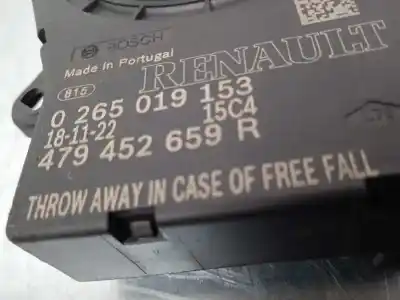 BOSCH
Made in Portugal
RENAULT
815
0 265 019 153
18-11-22 15C4
479 452 659 R
THROW AWAY IN CASE OF FREE FALL